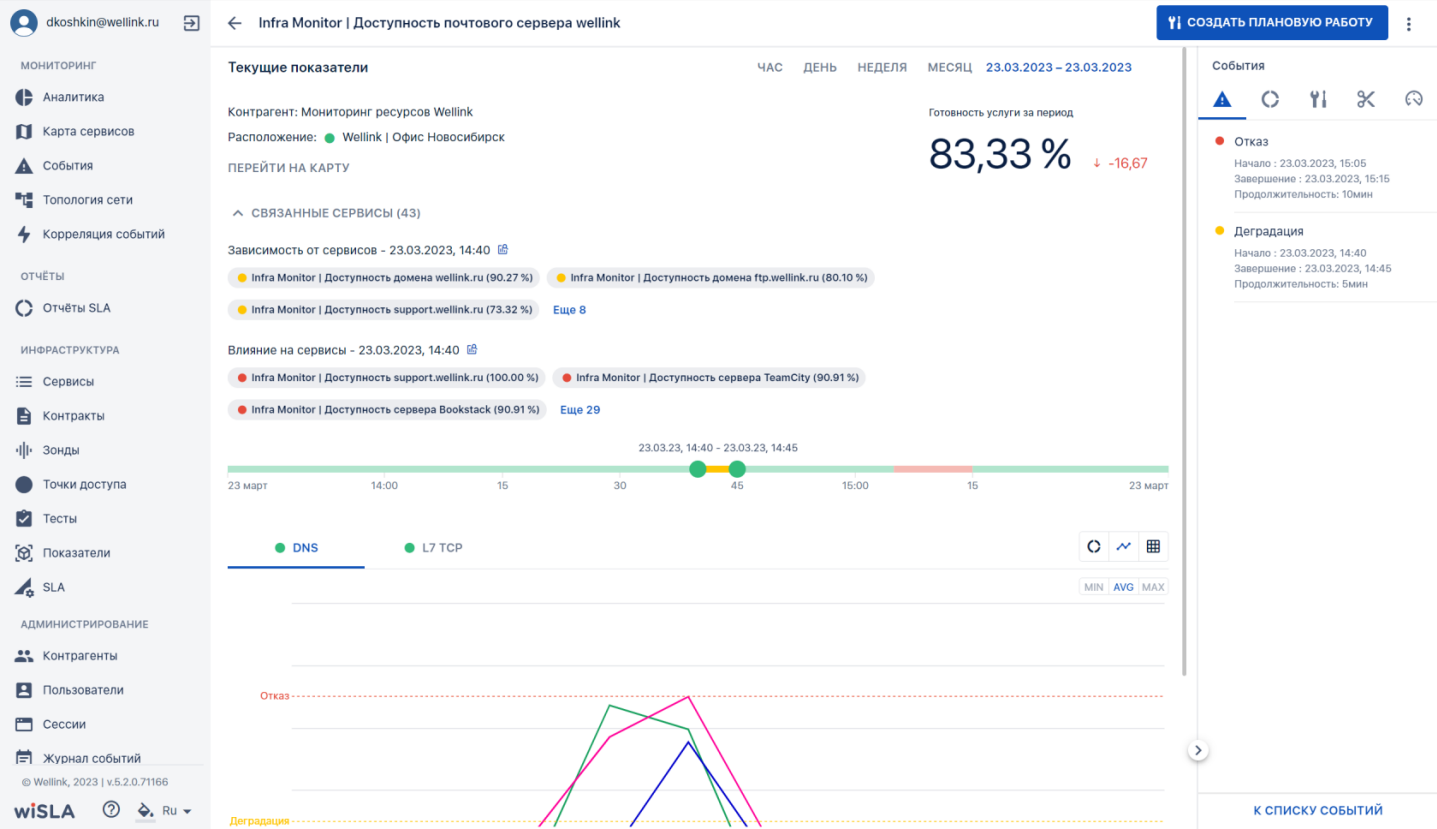 dkoshkin@wellink.ru
МОНИТОРИНГ
Аналитика
Карта сервисов
События
Топология сети
Корреляция событий
ОТЧЁТЫ
Отчёты SLA
ИНФРАСТРУКТУРА
Сервисы
Контракты
Зонды
Точки доступа
Тесты
Показатели
SLA
АДМИНИСТРИРОВАНИЕ
Контрагенты
Пользователи
Сессии
Журнал событий
© Wellink, 2023 | v.5.2.0.71166
wiSLA
Ru
Infra Monitor | Доступность почтового сервера wellink
СОЗДАТЬ ПЛАНОВУЮ РАБОТУ
Текущие показатели
ЧАС ДЕНЬ НЕДЕЛЯ МЕСЯЦ 23.03.2023 – 23.03.2023
Контрагент: Мониторинг ресурсов Wellink
Расположение: Wellink | Офис Новосибирск
ПЕРЕЙТИ НА КАРТУ
Готовность услуги за период
83,33 % ↓ -16,67
СВЯЗАННЫЕ СЕРВИСЫ (43)
Зависимость от сервисов - 23.03.2023, 14:40
Infra Monitor | Доступность домена wellink.ru (90.27 %) Infra Monitor | Доступность домена ftp.wellink.ru (80.10 %)
Infra Monitor | Доступность support.wellink.ru (73.32 %) Еще 8
Влияние на сервисы - 23.03.2023, 14:40
Infra Monitor | Доступность support.wellink.ru (100.00 %) Infra Monitor | Доступность сервера TeamCity (90.91 %)
Infra Monitor | Доступность сервера Bookstack (90.91 %) Еще 29
23.03.23, 14:40 - 23.03.23, 14:45
23 март 14:00 15 30 45 15:00 15 23 март
DNS L7 TCP
MIN AVG MAX
Отказ
Деградация
События
Отказ
Начало : 23.03.2023, 15:05
Завершение : 23.03.2023, 15:15
Продолжительность: 10мин
Деградация
Начало : 23.03.2023, 14:40
Завершение : 23.03.2023, 14:45
Продолжительность: 5мин
К СПИСКУ СОБЫТИЙ